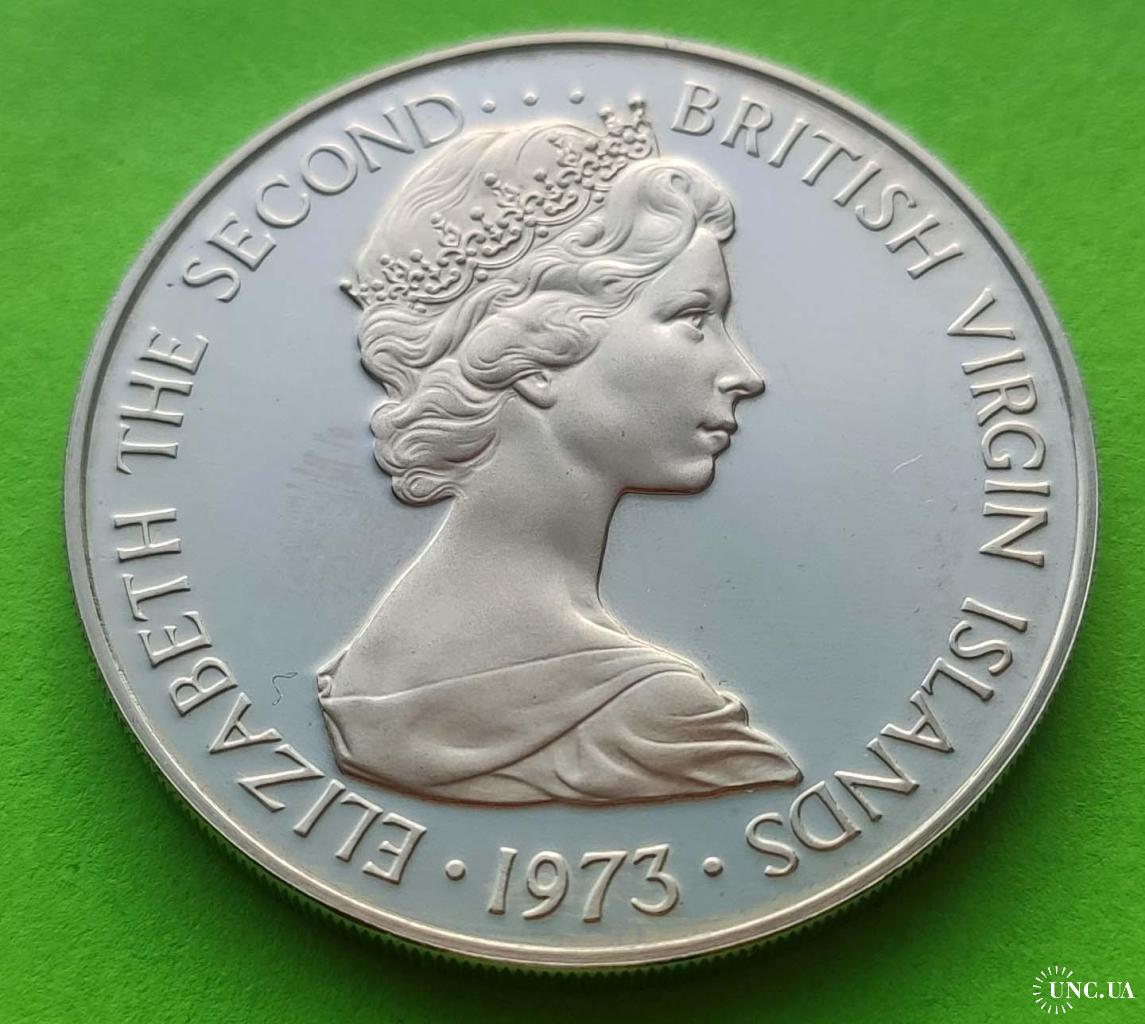 ELIZABETH THE SECOND • • • BRITISH VIRGIN ISLANDS
• 1973 •
UNC.UA